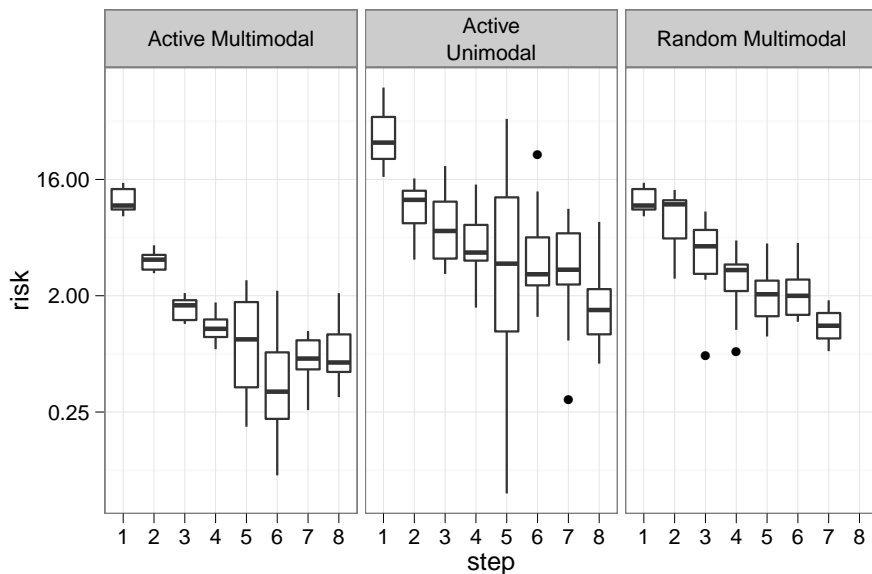 Active Multimodal
Active
Unimodal
Random Multimodal
risk
16.00
2.00
0.25
1 2 3 4 5 6 7 8
1 2 3 4 5 6 7 8
1 2 3 4 5 6 7 8
step